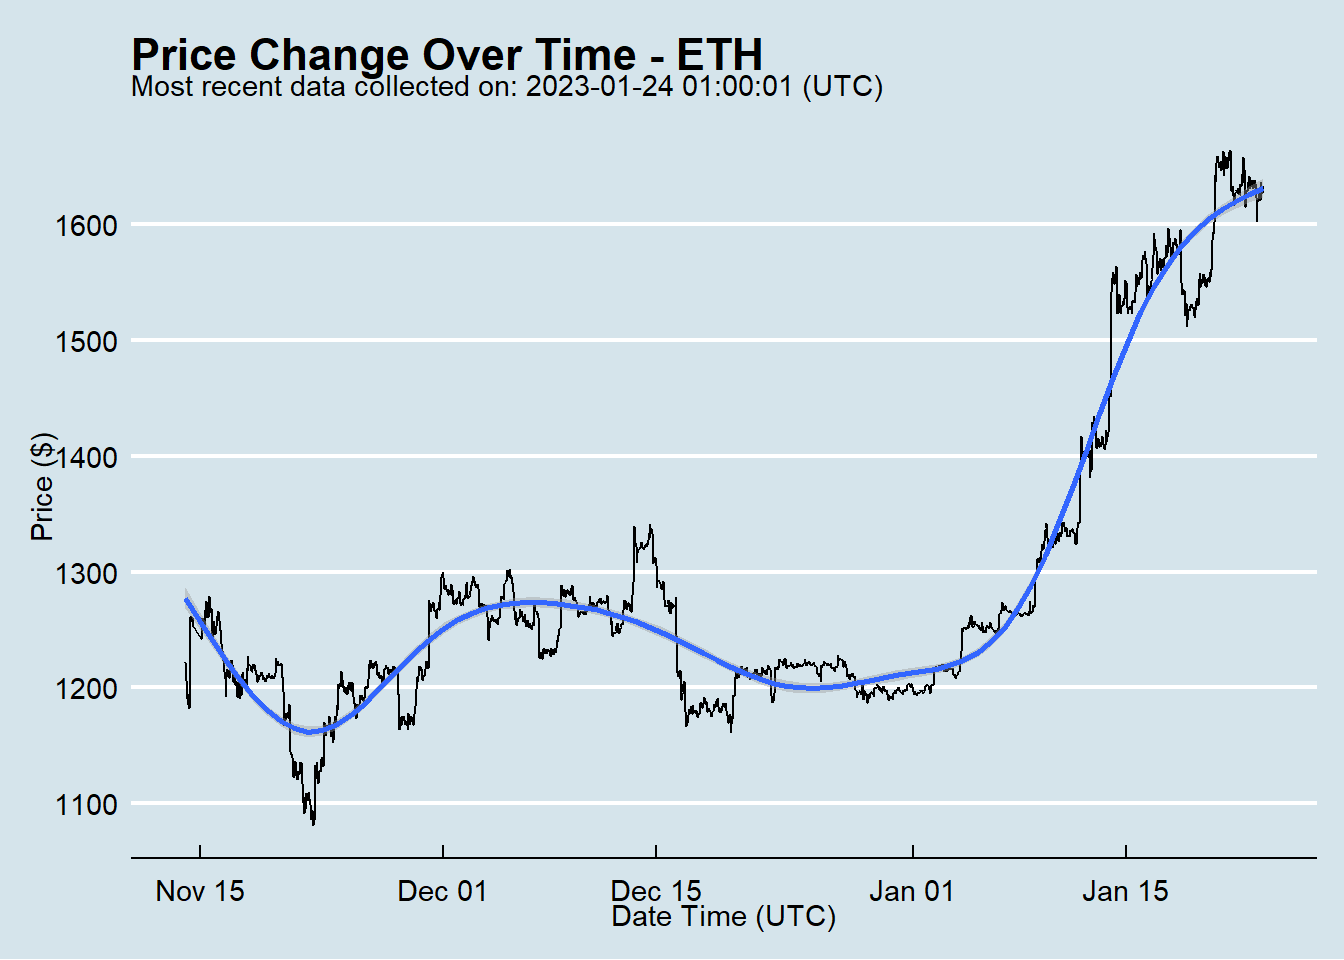 Price Change Over Time - ETH
Most recent data collected on: 2023-01-24 01:00:01 (UTC)
Price ($)
1600
1500
1400
1300
1200
1100
Nov 15
Dec 01
Dec 15
Jan 01
Jan 15
Date Time (UTC)